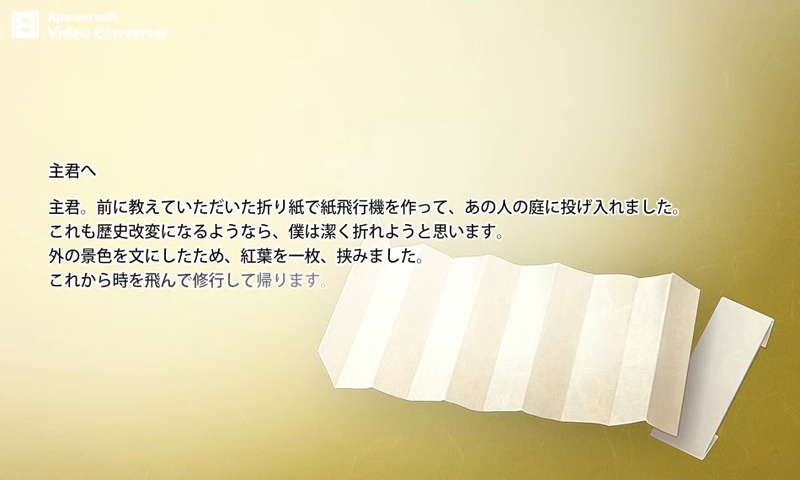 Apowersoft
Video Converter
主君へ
主君。前に教えていただいた折り紙で紙飛行機を作って、あの人の庭に投げ入れました。
これも歴史改変になるようなら、僕は潔く折れようと思います。
外の景色を文にしたため、紅葉を一枚、挟みました。
これから時を飛んで修行して帰ります。